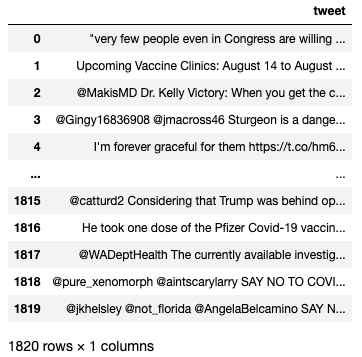 tweet
0 "very few people even in Congress are willing ...
1 Upcoming Vaccine Clinics: August 14 to August ...
2 @MakisMD Dr. Kelly Victory: When you get the c...
3 @Gingy16836908 @jmacross46 Sturgeon is a dange...
4 I'm forever graceful for them https://t.co/hm6...
... ...
1815 @catturd2 Considering that Trump was behind op...
1816 He took one dose of the Pfizer Covid-19 vaccin...
1817 @WADeptHealth The currently available investig...
1818 @pure_xenomorph @aintscarylarry SAY NO TO COVI...
1819 @jkhelsley @not_florida @AngelaBelcamino SAY N...
1820 rows × 1 columns